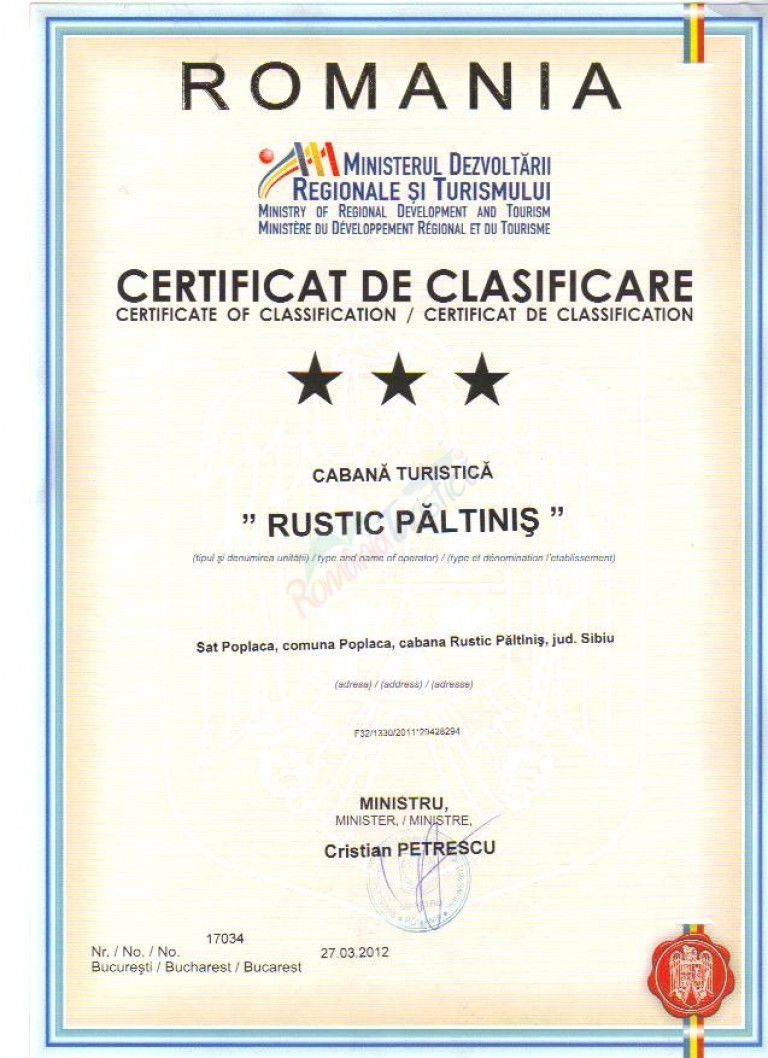 ROMANIA
MINISTERUL DEZVOLTĂRII
REGIONALE ȘI TURISMULUI
MINISTRY OF REGIONAL DEVELOPMENT AND TOURISM
MINISTÈRE DU DÉVELOPPEMENT RÉGIONAL ET DU TOURISME
CERTIFICAT DE CLASIFICARE
CERTIFICATE OF CLASSIFICATION / CERTIFICAT DE CLASSIFICATION
CABANĂ TURISTICĂ
” RUSTIC PĂLTINIŞ ”
(tipul şi denumirea unităţii) / type and name of operator) / (type et dénomination l'etablissement)
RomaniaTuristica
Sat Poplaca, comuna Poplaca, cabana Rustic Păltiniş, jud. Sibiu
(adresa) / (address) / (adresse)
F32/1330/2011*29426294
MINISTRU,
MINISTER, / MINISTRE,
Cristian PETRESCU
17034
Nr. / No. / No.
27.03.2012
Bucureşti / Bucharest / Bucarest